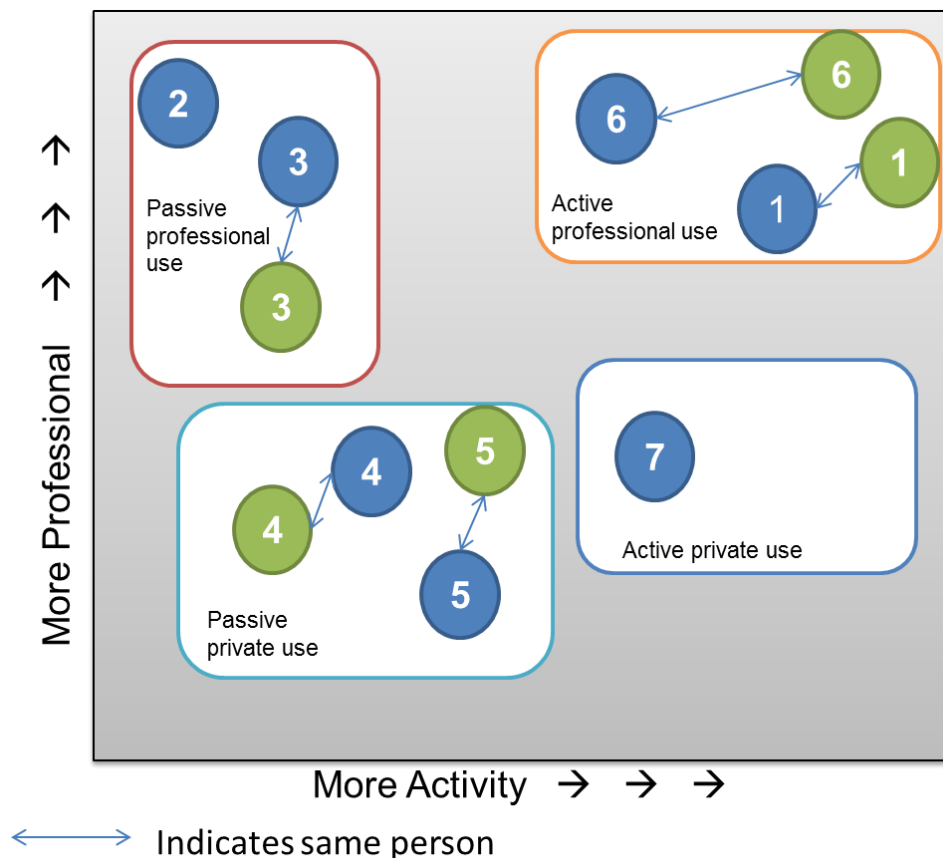 2
3
Passive
professional
use
3
6
6
1
1
Active
professional use
4
4
5
5
Passive
private use
7
Active private use
More Professional → → →
More Activity → → →
Indicates same person